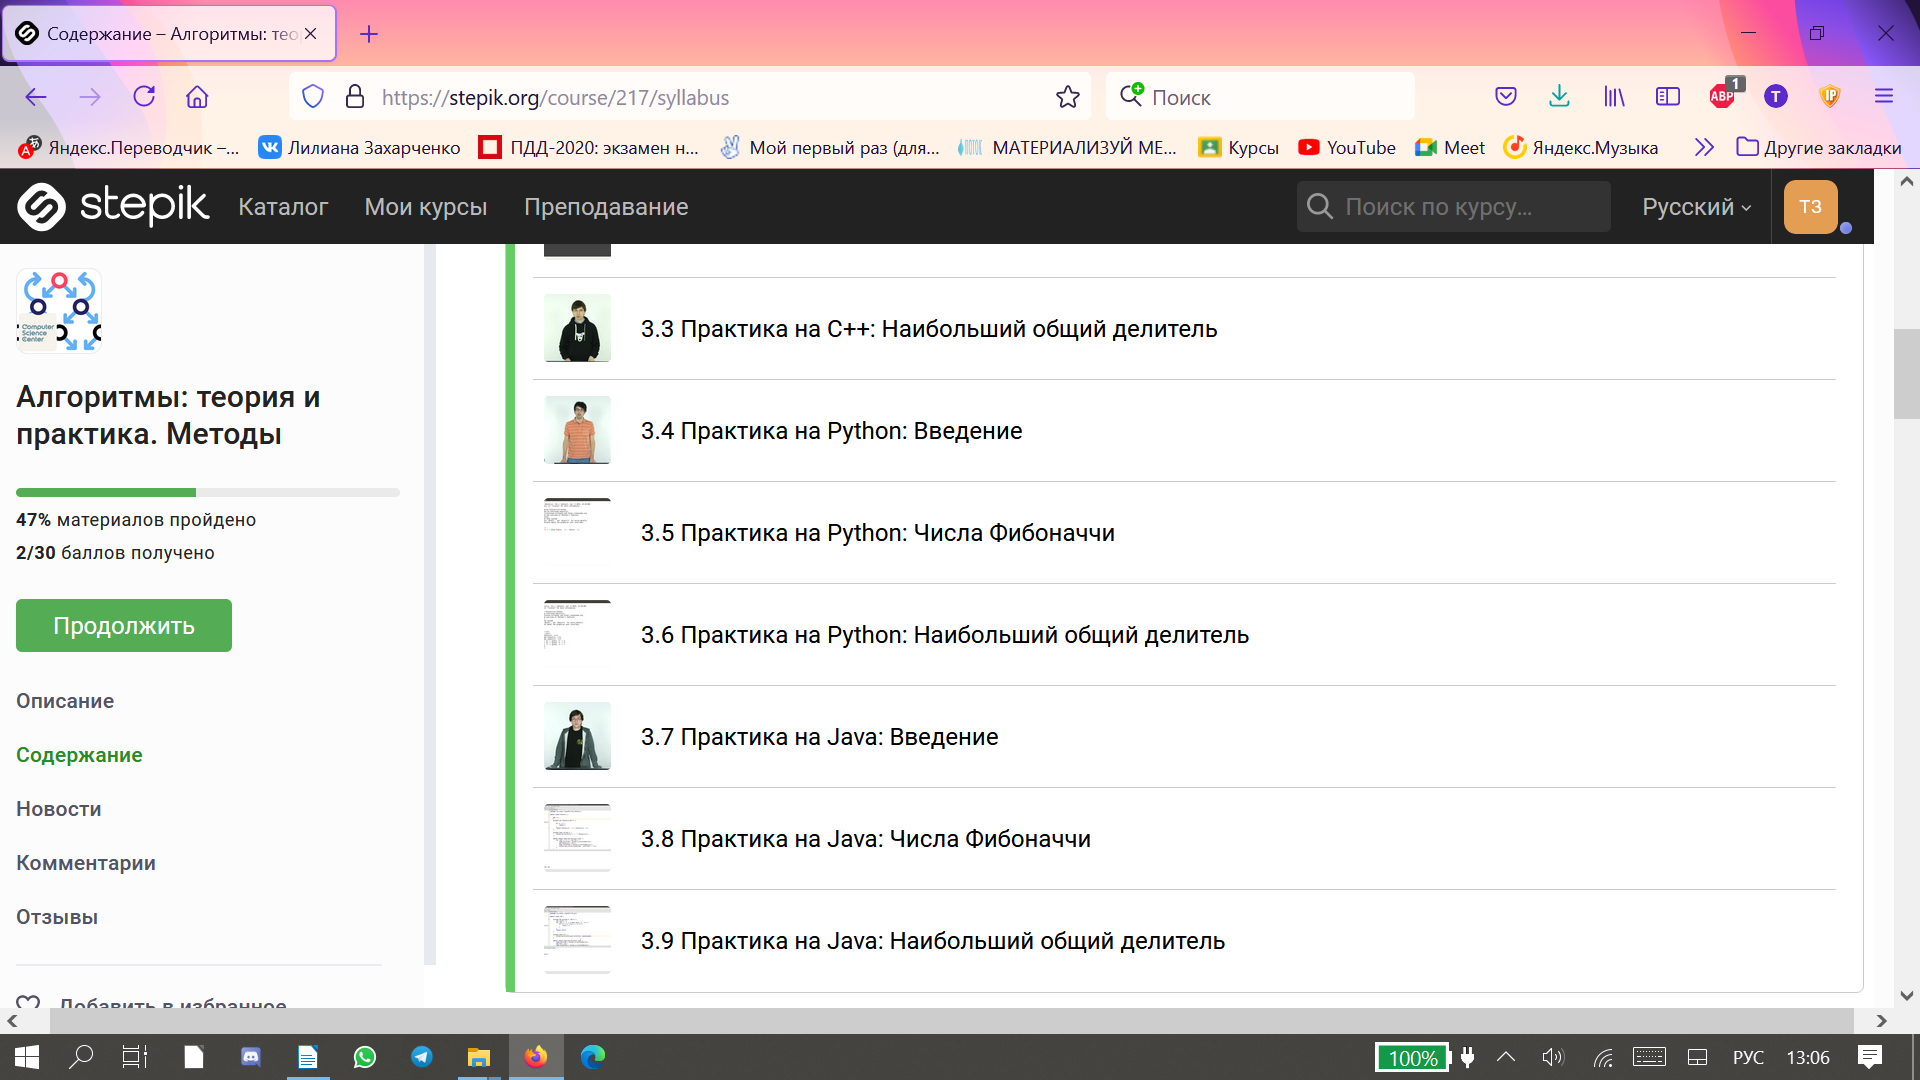 Содержание – Алгоритмы: тео
https://stepik.org/course/217/syllabus
Поиск
ABP
1
T
IP
Яндекс.Переводчик –...
Лилиана Захарченко
ПДД-2020: экзамен н...
Мой первый раз (для...
МАТЕРИАЛИЗУЙ МЕ...
Курсы
YouTube
Meet
Яндекс.Музыка
Другие закладки
stepik
Каталог
Мои курсы
Преподавание
Поиск по курсу...
Русский
ТЗ
Computer
Science
Center
Алгоритмы: теория и
практика. Методы
47% материалов пройдено
2/30 баллов получено
Продолжить
Описание
Содержание
Новости
Комментарии
Отзывы
Добавить в избранное
3.3 Практика на C++: Наибольший общий делитель
3.4 Практика на Python: Введение
3.5 Практика на Python: Числа Фибоначчи
3.6 Практика на Python: Наибольший общий делитель
3.7 Практика на Java: Введение
3.8 Практика на Java: Числа Фибоначчи
3.9 Практика на Java: Наибольший общий делитель
100%
РУС
13:06